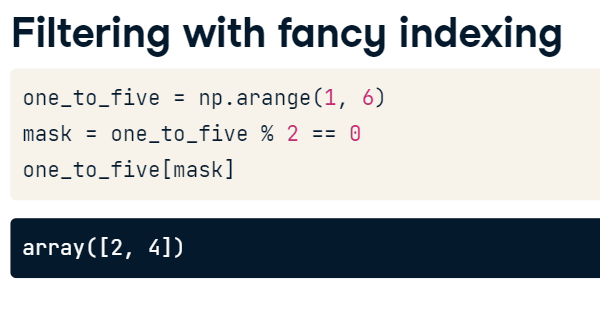 Filtering with fancy indexing
one_to_five = np.arange(1, 6)
mask = one_to_five % 2 == 0
one_to_five[mask]
array([2, 4])